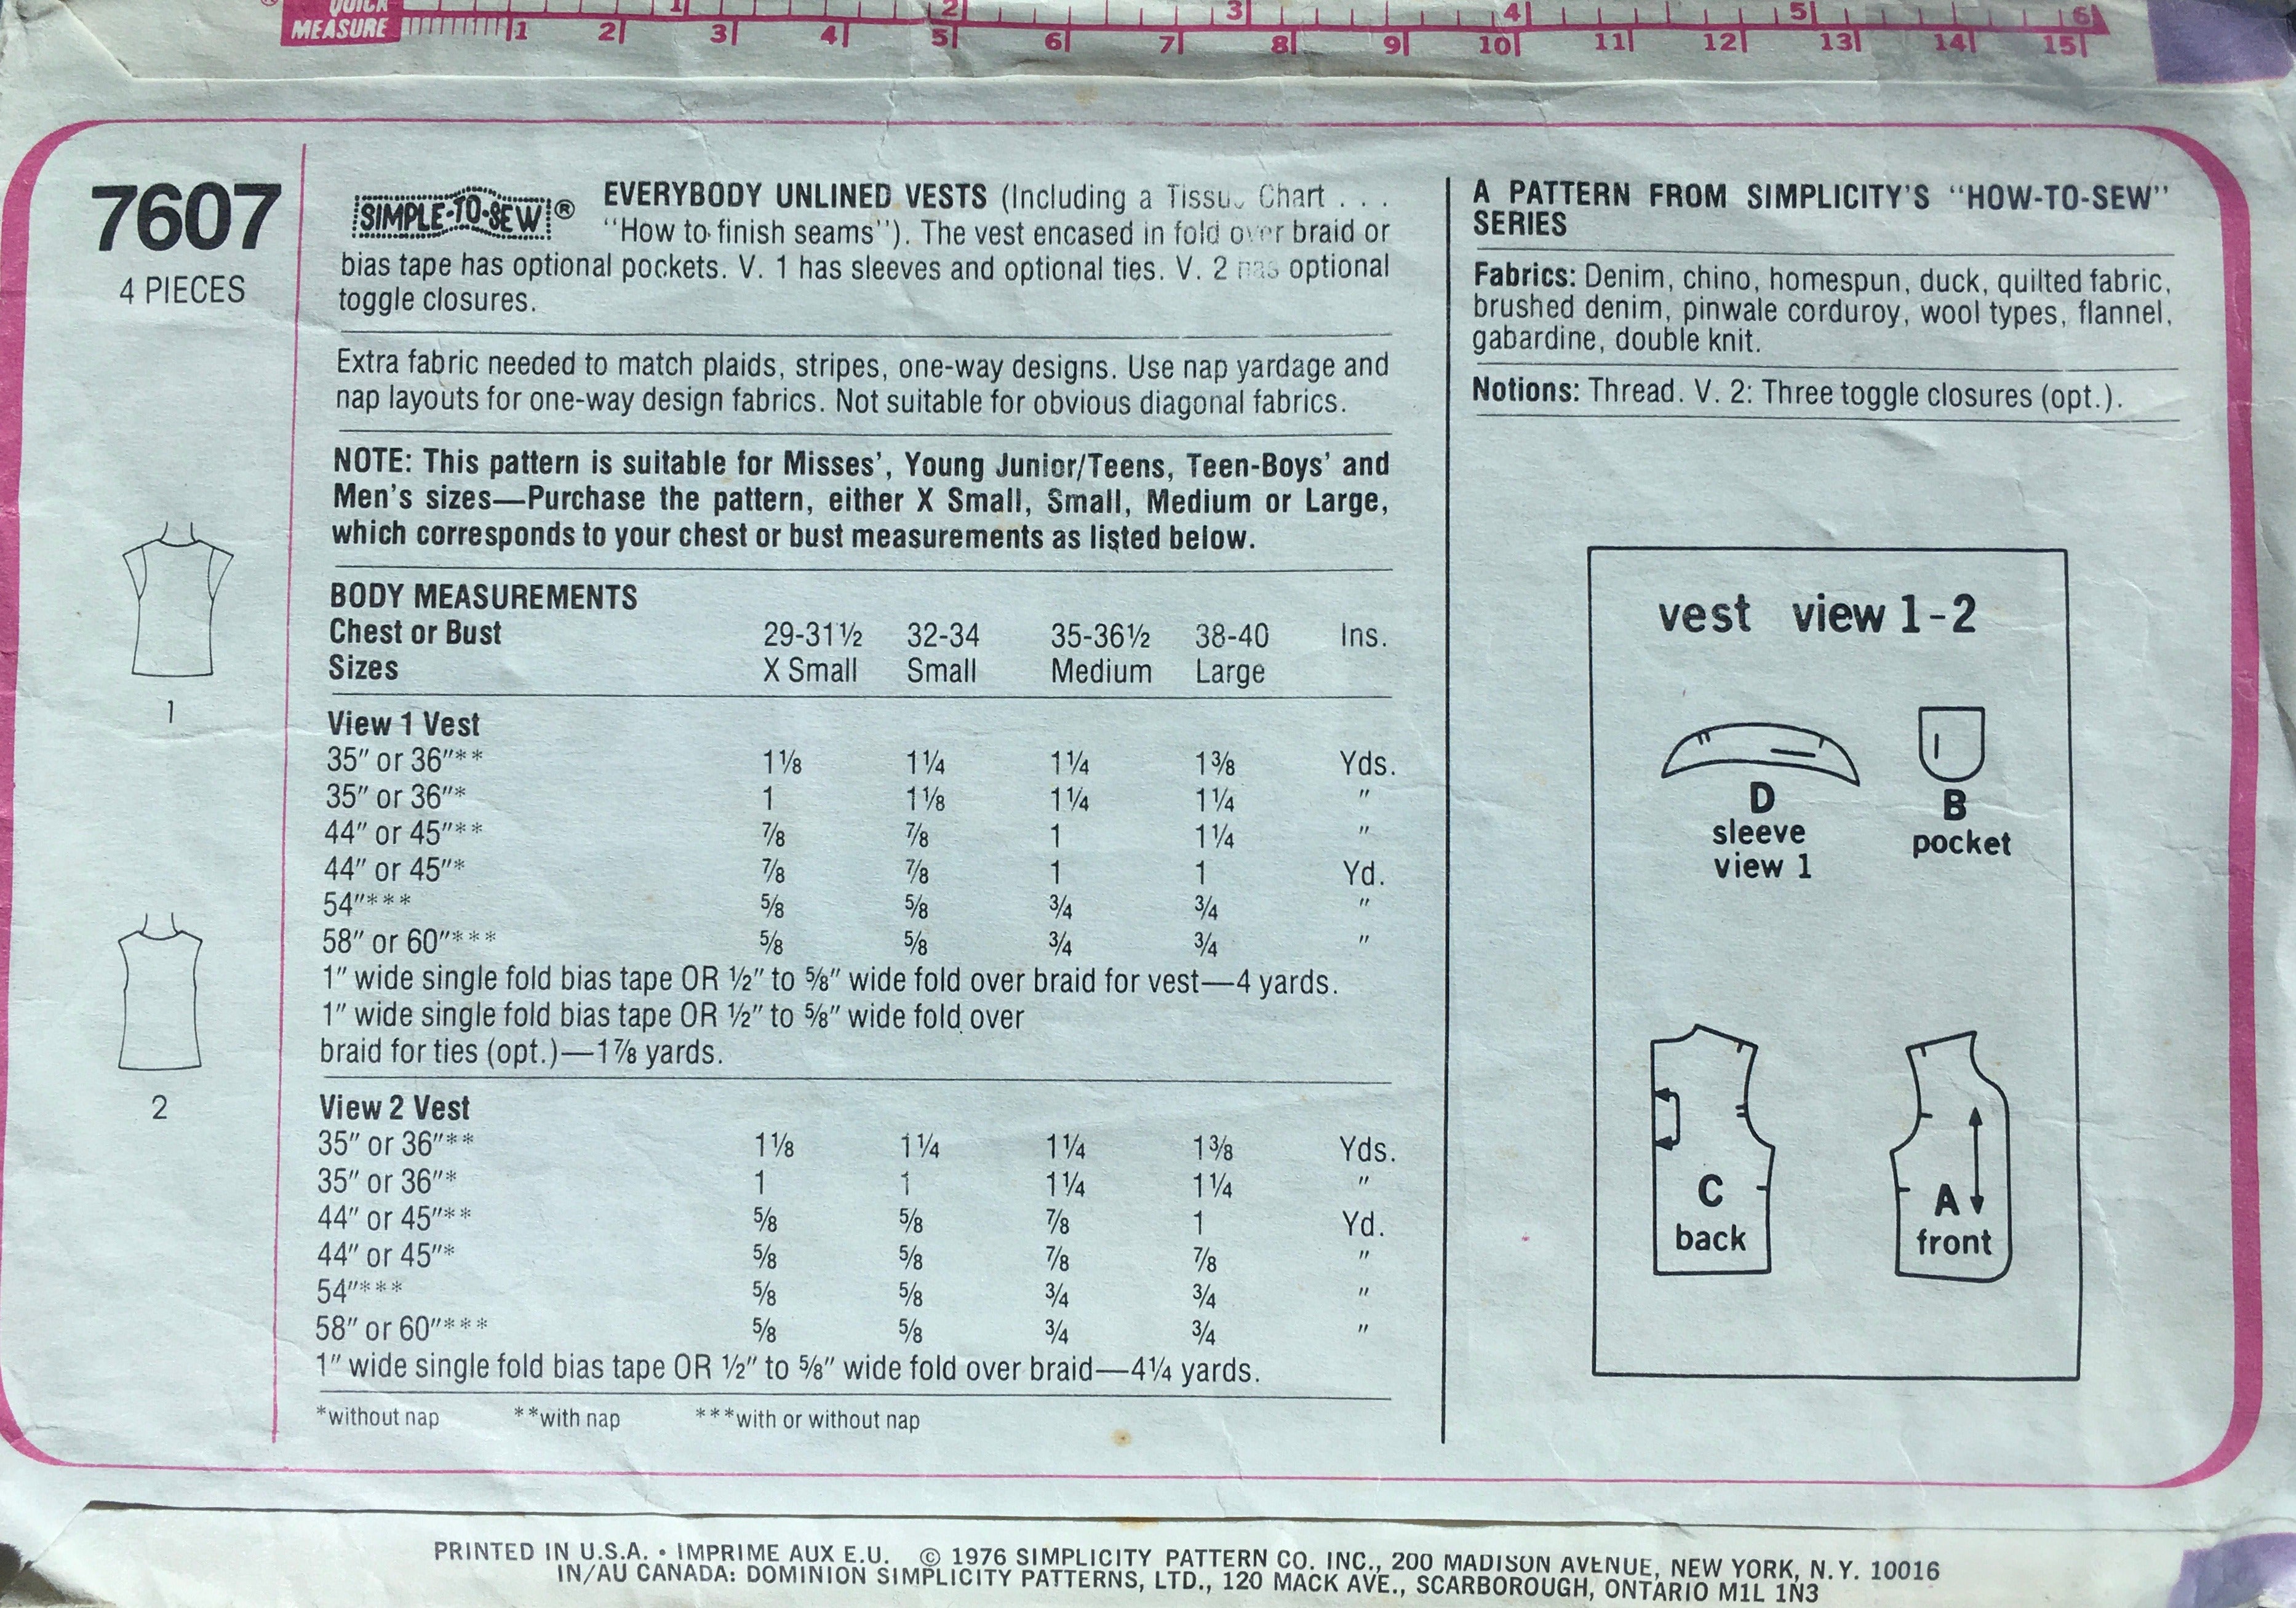 QUICK
MEASURE
1 2 3 4 5 6
1 2 3 4 5 6 7 8 9 10 11 12 13 14 15
7607
4 PIECES
1
2
SIMPLE-TO-SEW® EVERYBODY UNLINED VESTS (Including a Tissue Chart . . .
“How to finish seams”). The vest encased in fold over braid or
bias tape has optional pockets. V. 1 has sleeves and optional ties. V. 2 has optional
toggle closures.
Extra fabric needed to match plaids, stripes, one-way designs. Use nap yardage and
nap layouts for one-way design fabrics. Not suitable for obvious diagonal fabrics.
NOTE: This pattern is suitable for Misses’, Young Junior/Teens, Teen-Boys’ and
Men’s sizes—Purchase the pattern, either X Small, Small, Medium or Large,
which corresponds to your chest or bust measurements as listed below.
BODY MEASUREMENTS
Chest or Bust 29-31½ 32-34 35-36½ 38-40 Ins.
Sizes X Small Small Medium Large
View 1 Vest
35″ or 36″** 1⅛ 1¼ 1¼ 1⅜ Yds.
35″ or 36″* 1 1⅛ 1¼ 1¼ ″
44″ or 45″** ⅞ ⅞ 1 1¼ ″
44″ or 45″* ⅞ ⅞ 1 1 Yd.
54″*** ⅝ ⅝ ¾ ¾ ″
58″ or 60″*** ⅝ ⅝ ¾ ¾ ″
1″ wide single fold bias tape OR ½″ to ⅝″ wide fold over braid for vest—4 yards.
1″ wide single fold bias tape OR ½″ to ⅝″ wide fold over
braid for ties (opt.)—1⅞ yards.
View 2 Vest
35″ or 36″** 1⅛ 1¼ 1¼ 1⅜ Yds.
35″ or 36″* 1 1 1¼ 1¼ ″
44″ or 45″** ⅝ ⅝ ⅞ 1 Yd.
44″ or 45″* ⅝ ⅝ ⅞ ⅞ ″
54″*** ⅝ ⅝ ¾ ¾ ″
58″ or 60″*** ⅝ ⅝ ¾ ¾ ″
1″ wide single fold bias tape OR ½″ to ⅝″ wide fold over braid—4¼ yards.
*without nap **with nap ***with or without nap
A PATTERN FROM SIMPLICITY’S “HOW-TO-SEW”
SERIES
Fabrics: Denim, chino, homespun, duck, quilted fabric,
brushed denim, pinwale corduroy, wool types, flannel,
gabardine, double knit.
Notions: Thread. V. 2: Three toggle closures (opt.).
vest view 1-2
D
sleeve
view 1
B
pocket
C
back
A
front
PRINTED IN U.S.A. • IMPRIME AUX E.U. © 1976 SIMPLICITY PATTERN CO. INC., 200 MADISON AVENUE, NEW YORK, N.Y. 10016
IN/AU CANADA: DOMINION SIMPLICITY PATTERNS, LTD., 120 MACK AVE., SCARBOROUGH, ONTARIO M1L 1N3